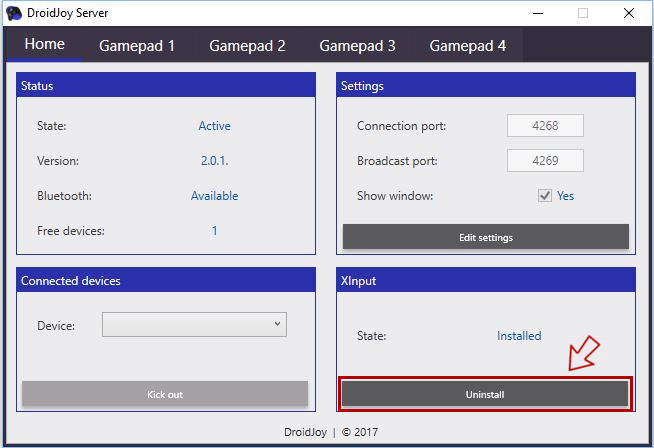 DroidJoy Server
Home Gamepad 1 Gamepad 2 Gamepad 3 Gamepad 4
Status
State: Active
Version: 2.0.1.
Bluetooth: Available
Free devices: 1
Settings
Connection port: 4268
Broadcast port: 4269
Show window: Yes
Edit settings
Connected devices
Device:
Kick out
XInput
State: Installed
Uninstall
DroidJoy | © 2017